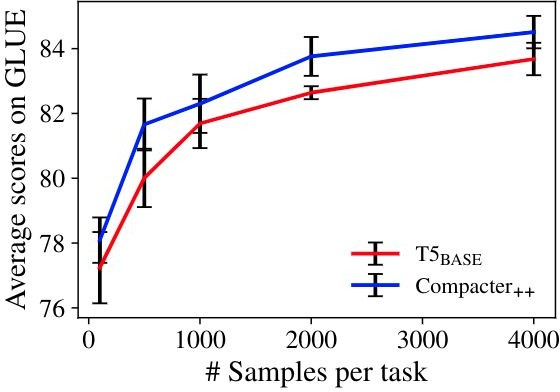 Average scores on GLUE
84
82
80
78
76
0
1000
2000
3000
4000
# Samples per task
T5BASE
Compacter++